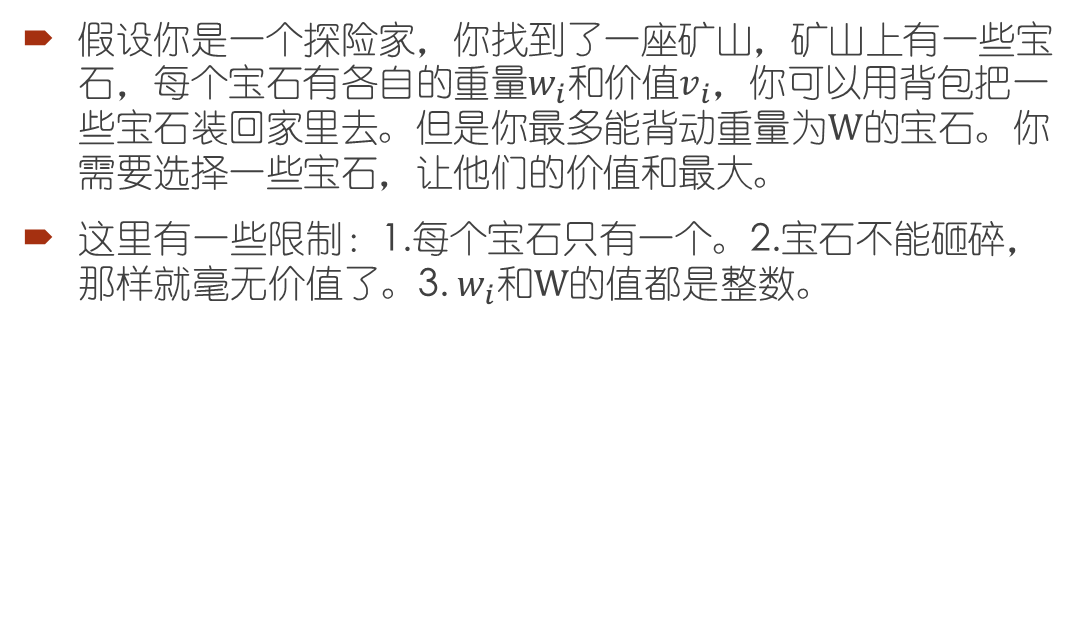 假设你是一个探险家，你找到了一座矿山，矿山上有一些宝
石，每个宝石有各自的重量wᵢ和价值vᵢ，你可以用背包把一
些宝石装回家里去。但是你最多能背动重量为W的宝石。你
需要选择一些宝石，让他们的价值和最大。
这里有一些限制：1.每个宝石只有一个。2.宝石不能砸碎，
那样就毫无价值了。3. wᵢ和W的值都是整数。